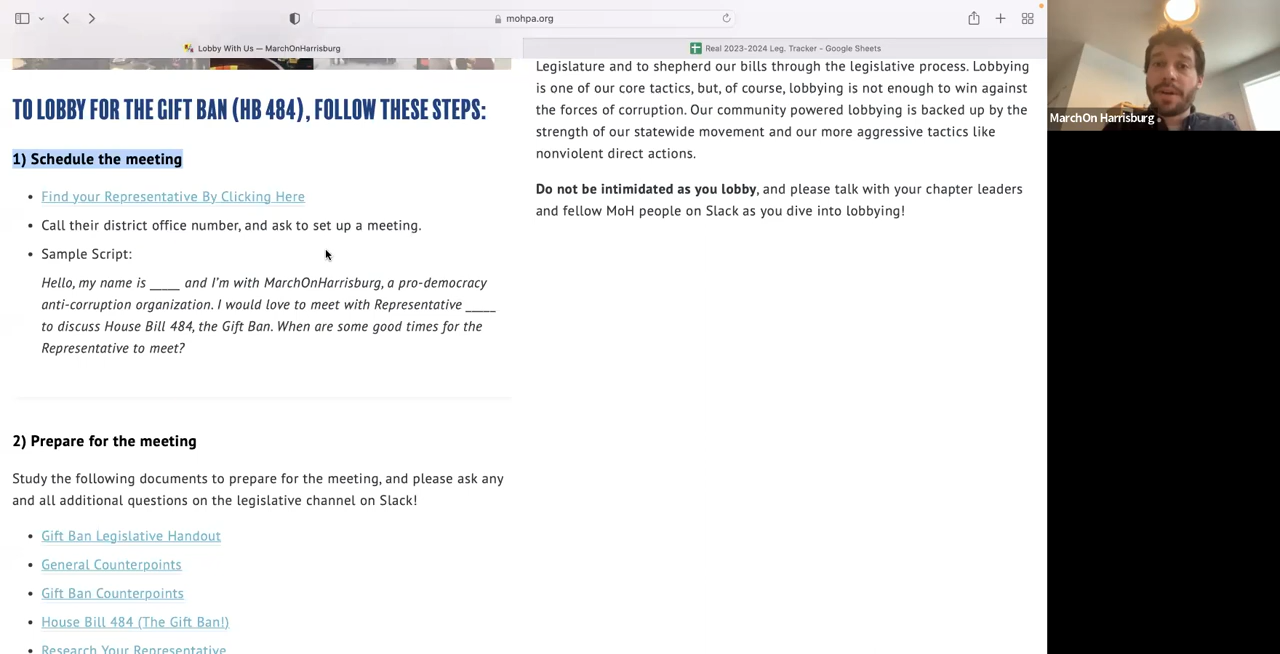 mohpa.org
Lobby With Us — MarchOnHarrisburg
Real 2023-2024 Leg. Tracker - Google Sheets
TO LOBBY FOR THE GIFT BAN (HB 484), FOLLOW THESE STEPS:
1) Schedule the meeting
• Find your Representative By Clicking Here
• Call their district office number, and ask to set up a meeting.
• Sample Script:
Hello, my name is _____ and I’m with MarchOnHarrisburg, a pro-democracy
anti-corruption organization. I would love to meet with Representative _____
to discuss House Bill 484, the Gift Ban. When are some good times for the
Representative to meet?
2) Prepare for the meeting
Study the following documents to prepare for the meeting, and please ask any
and all additional questions on the legislative channel on Slack!
• Gift Ban Legislative Handout
• General Counterpoints
• Gift Ban Counterpoints
• House Bill 484 (The Gift Ban!)
• Research Your Representative
Legislature and to shepherd our bills through the legislative process. Lobbying
is one of our core tactics, but, of course, lobbying is not enough to win against
the forces of corruption. Our community powered lobbying is backed up by the
strength of our statewide movement and our more aggressive tactics like
nonviolent direct actions.
Do not be intimidated as you lobby, and please talk with your chapter leaders
and fellow MoH people on Slack as you dive into lobbying!
MarchOn Harrisburg